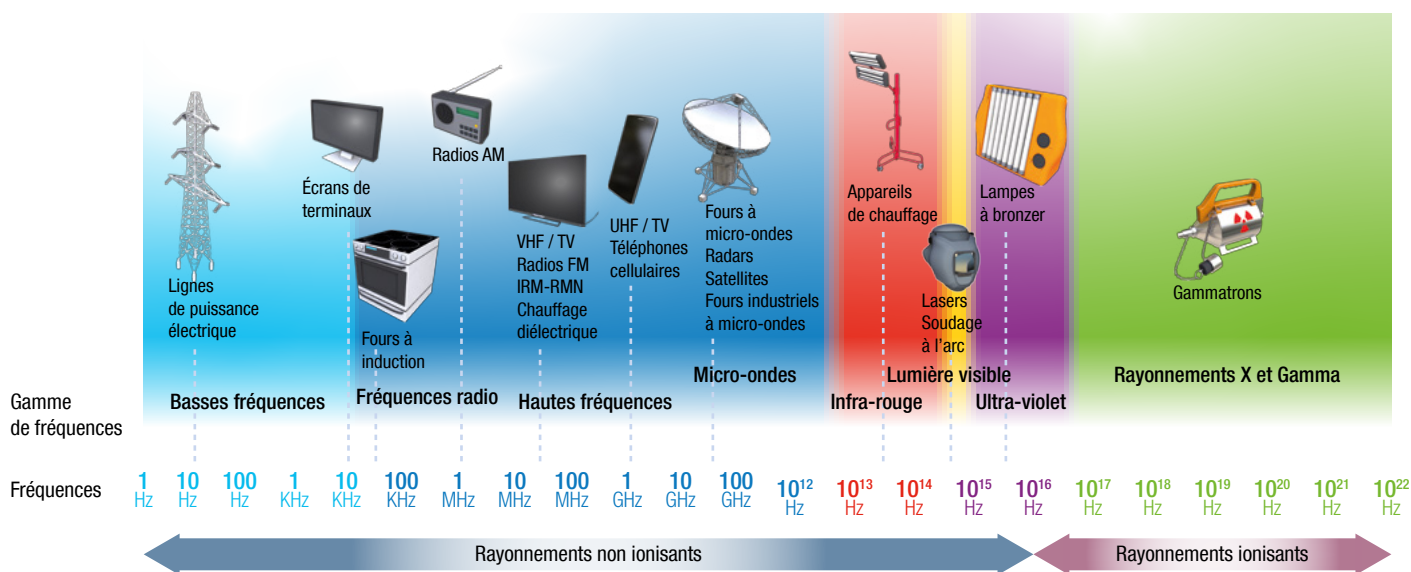 Radios AM
Écrans de
terminaux
Appareils
de chauffage
Lampes
à bronzer
Fours à
micro-ondes
Radars
Satellites
Fours industriels
à micro-ondes
UHF / TV
Téléphones
cellulaires
VHF / TV
Radios FM
IRM-RMN
Chauffage
diélectrique
Lignes
de puissance
électrique
Gammatrons
Lasers
Soudage
à l'arc
Fours à
induction
Micro-ondes
Lumière visible
Rayonnements X et Gamma
Gamme
de fréquences
Basses fréquences
Fréquences radio
Hautes fréquences
Infra-rouge
Ultra-violet
Fréquences
1 Hz
10 Hz
100 Hz
1 KHz
10 KHz
100 KHz
1 MHz
10 MHz
100 MHz
1 GHz
10 GHz
100 GHz
10¹² Hz
10¹³ Hz
10¹⁴ Hz
10¹⁵ Hz
10¹⁶ Hz
10¹⁷ Hz
10¹⁸ Hz
10¹⁹ Hz
10²⁰ Hz
10²¹ Hz
10²² Hz
Rayonnements non ionisants
Rayonnements ionisants